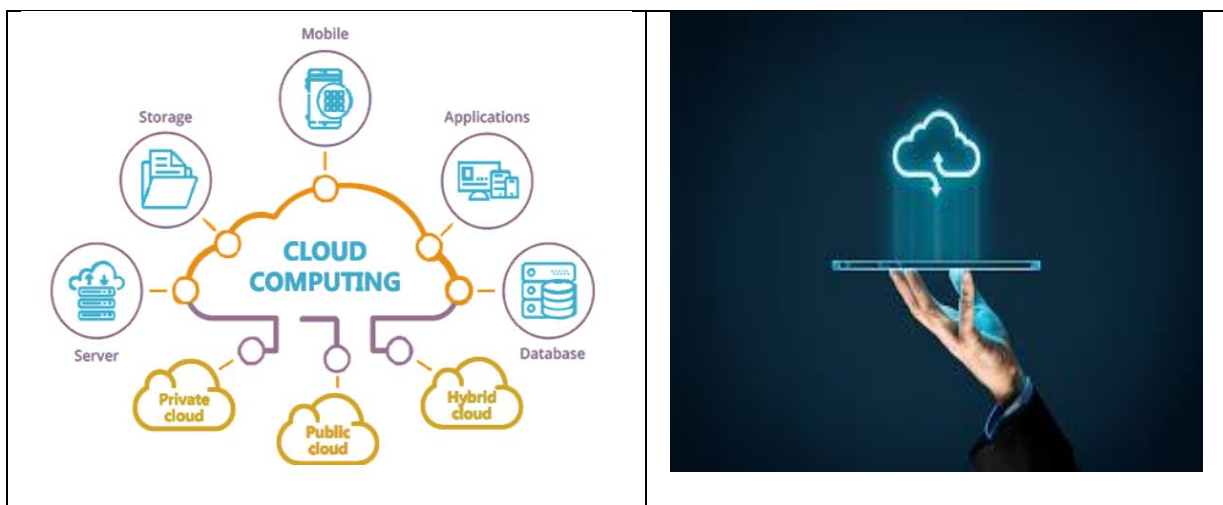 Mobile
Storage
Applications
CLOUD
COMPUTING
Server
Database
Private
cloud
Public
cloud
Hybrid
cloud